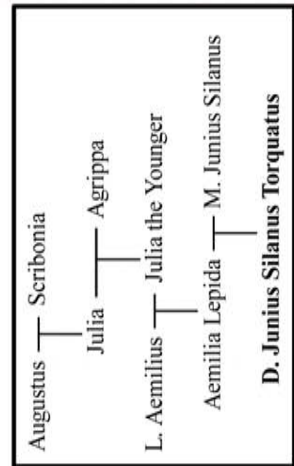 Augustus Scribonia
Julia Agrippa
L. Aemilius Julia the Younger
Aemilia Lepida M. Junius Silanus
D. Junius Silanus Torquatus